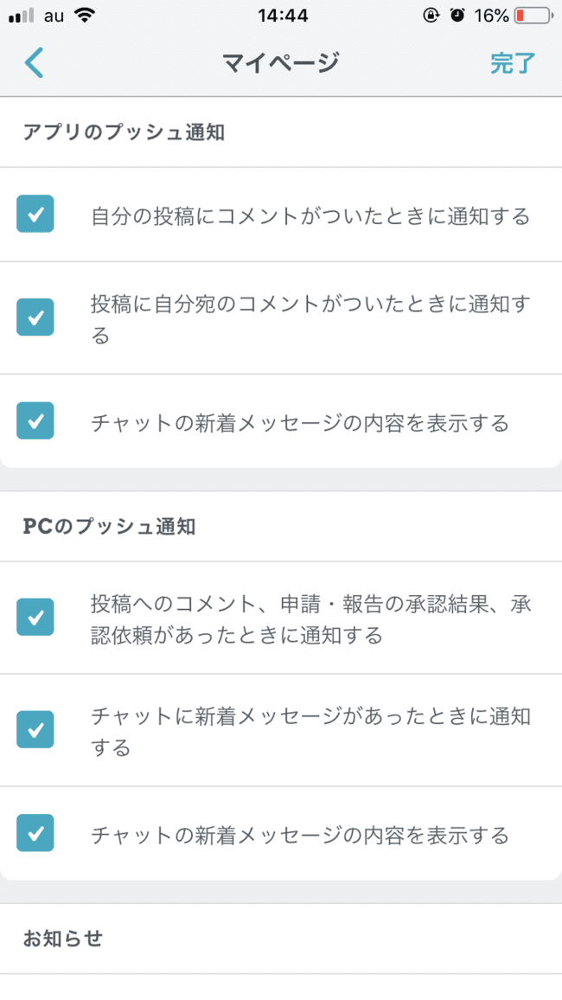 au 14:44 16%
マイページ 完了
アプリのプッシュ通知
自分の投稿にコメントがついたときに通知する
投稿に自分宛のコメントがついたときに通知す
る
チャットの新着メッセージの内容を表示する
PCのプッシュ通知
投稿へのコメント、申請・報告の承認結果、承
認依頼があったときに通知する
チャットに新着メッセージがあったときに通知
する
チャットの新着メッセージの内容を表示する
お知らせ